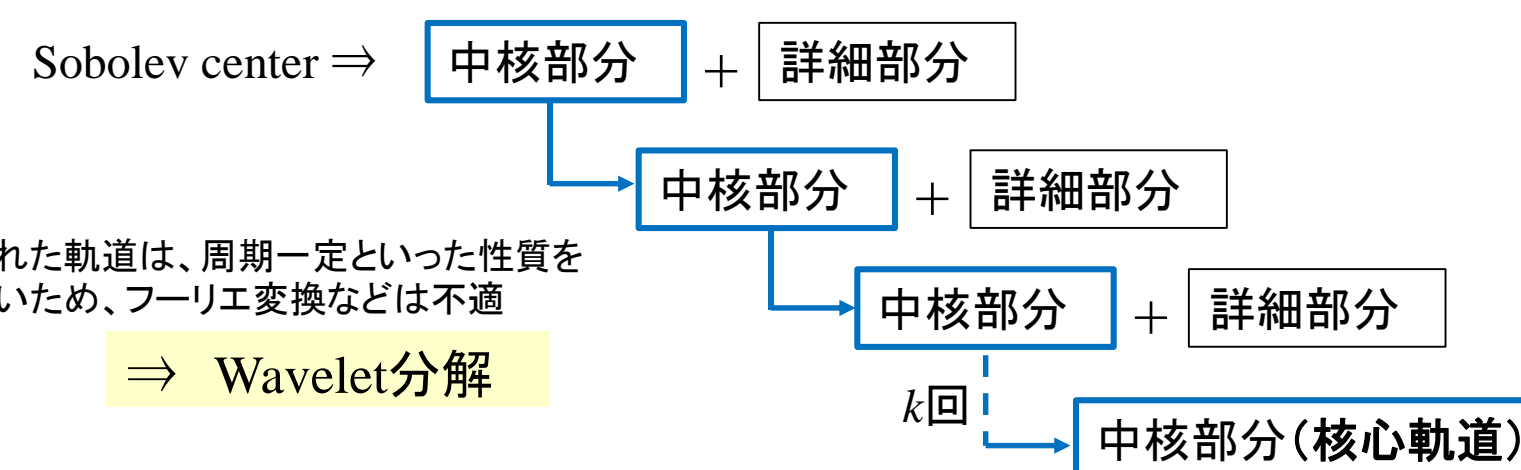 Sobolev center ⇒ 中核部分 + 詳細部分
中核部分 + 詳細部分
れた軌道は、周期一定といった性質を
いため、フーリエ変換などは不適
中核部分 + 詳細部分
⇒ Wavelet分解
k回
中核部分(核心軌道)